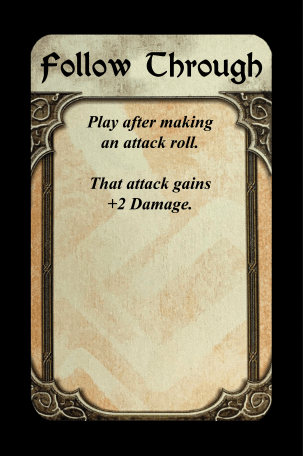 Follow Through
Play after making
an attack roll.
That attack gains
+2 Damage.